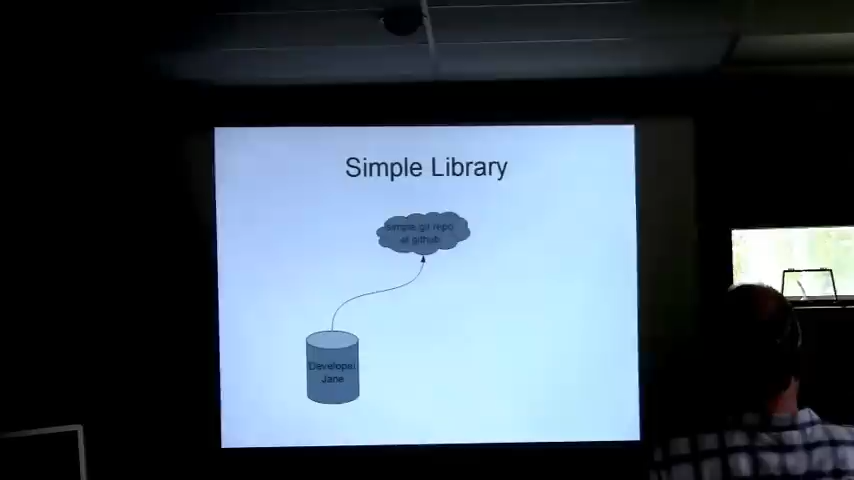 Simple Library
Simple git repo
at github
Developer
Jane